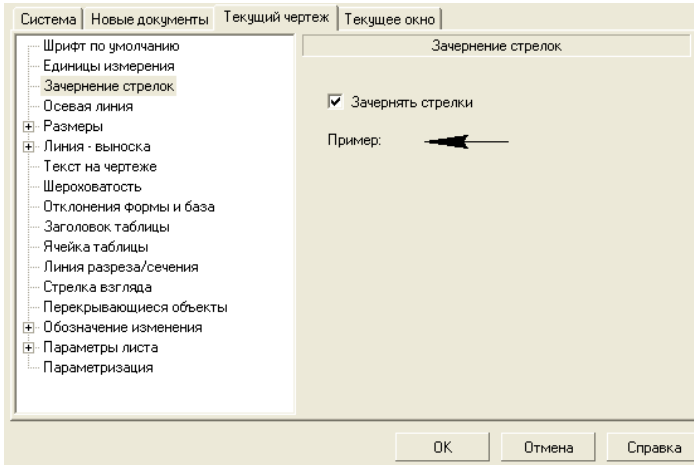 Система Новые документы Текущий чертеж Текущее окно
Шрифт по умолчанию
Единицы измерения
Зачернение стрелок
Осевая линия
Размеры
Линия - выноска
Текст на чертеже
Шероховатость
Отклонения формы и база
Заголовок таблицы
Ячейка таблицы
Линия разреза/сечения
Стрелка взгляда
Перекрывающиеся объекты
Обозначение изменения
Параметры листа
Параметризация
Зачернение стрелок
Зачернять стрелки
Пример:
OK Отмена Справка